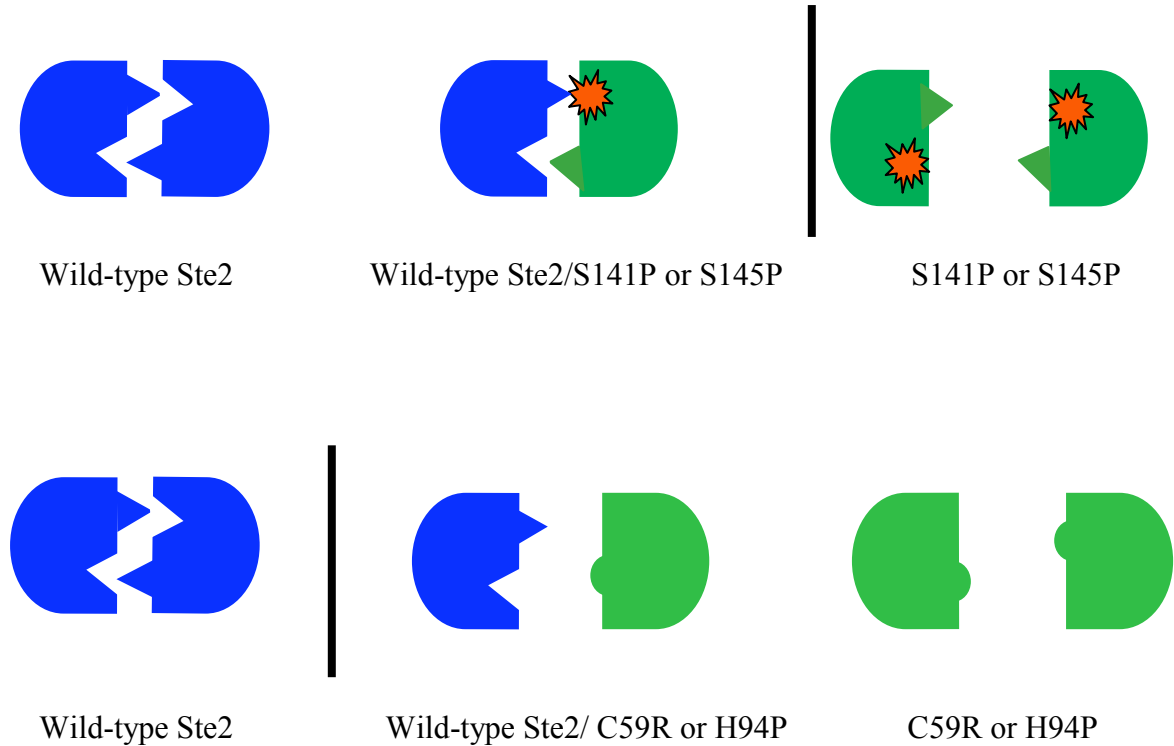 Wild-type Ste2
Wild-type Ste2/S141P or S145P
S141P or S145P
Wild-type Ste2
Wild-type Ste2/ C59R or H94P
C59R or H94P